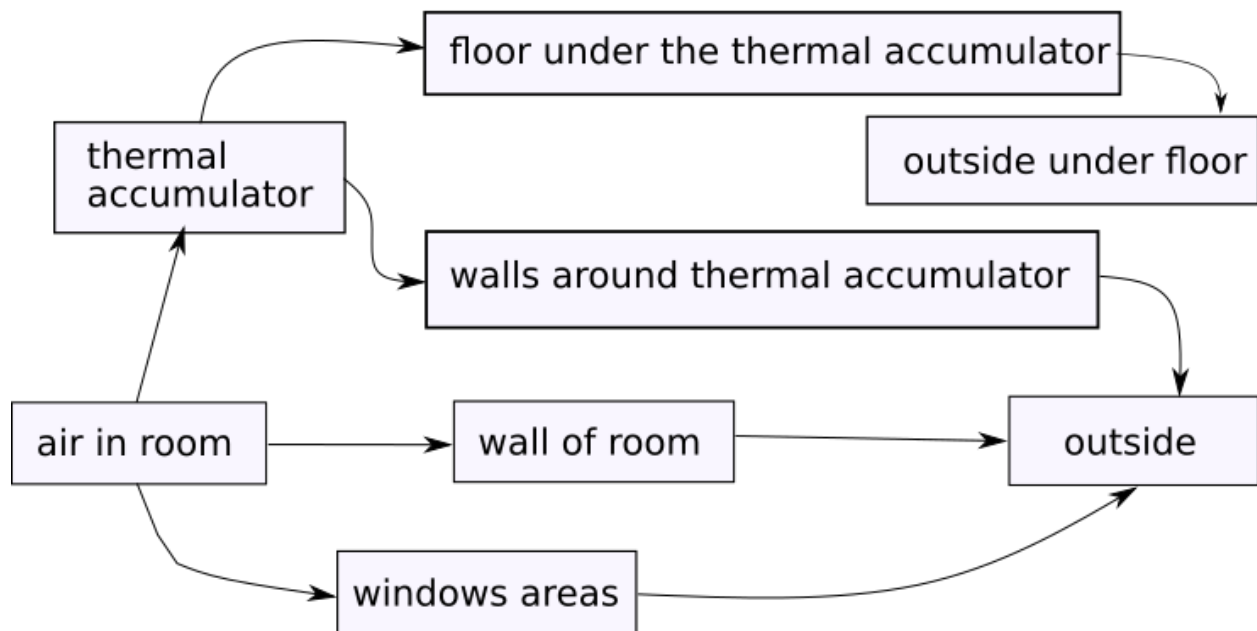 floor under the thermal accumulator
thermal
accumulator
outside under floor
walls around thermal accumulator
air in room
wall of room
outside
windows areas